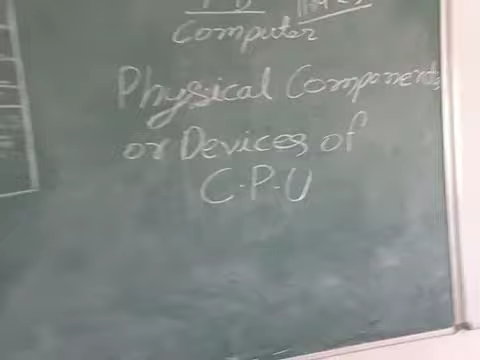 Computer
Physical Components
or Devices of
C.P.U